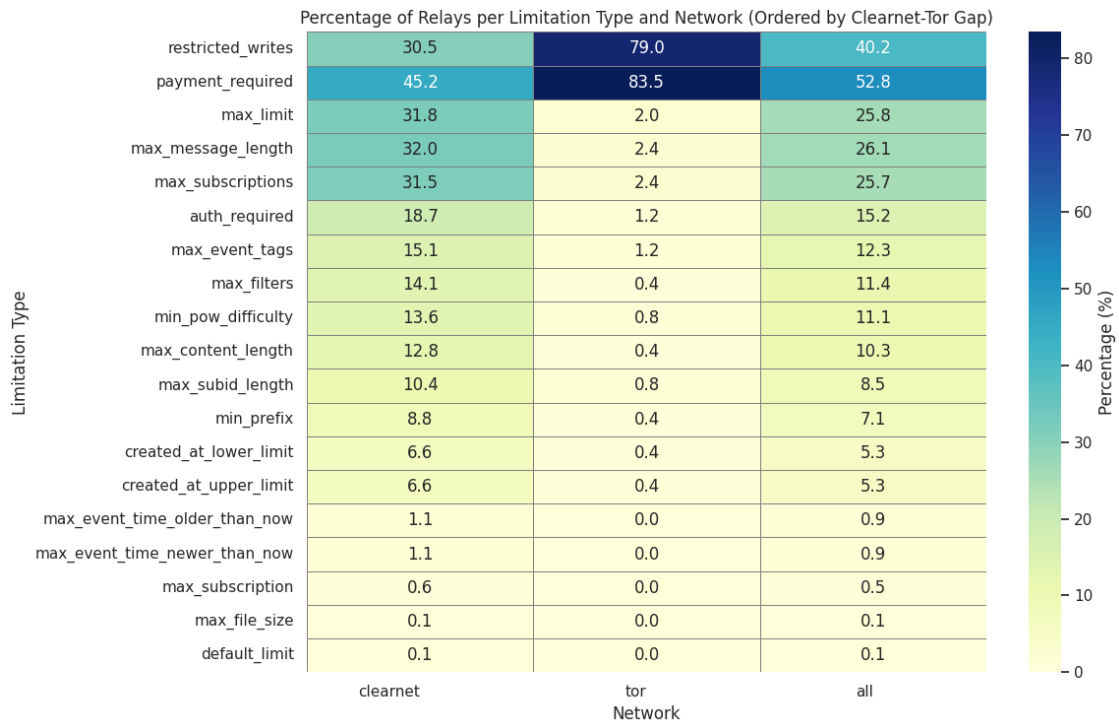 Percentage of Relays per Limitation Type and Network (Ordered by Clearnet-Tor Gap)
restricted_writes 30.5 79.0 40.2
payment_required 45.2 83.5 52.8
max_limit 31.8 2.0 25.8
max_message_length 32.0 2.4 26.1
max_subscriptions 31.5 2.4 25.7
auth_required 18.7 1.2 15.2
max_event_tags 15.1 1.2 12.3
max_filters 14.1 0.4 11.4
min_pow_difficulty 13.6 0.8 11.1
max_content_length 12.8 0.4 10.3
max_subid_length 10.4 0.8 8.5
min_prefix 8.8 0.4 7.1
created_at_lower_limit 6.6 0.4 5.3
created_at_upper_limit 6.6 0.4 5.3
max_event_time_older_than_now 1.1 0.0 0.9
max_event_time_newer_than_now 1.1 0.0 0.9
max_subscription 0.6 0.0 0.5
max_file_size 0.1 0.0 0.1
default_limit 0.1 0.0 0.1
clearnet tor all
Network
Limitation Type
80
70
60
50
40
30
20
10
0
Percentage (%)